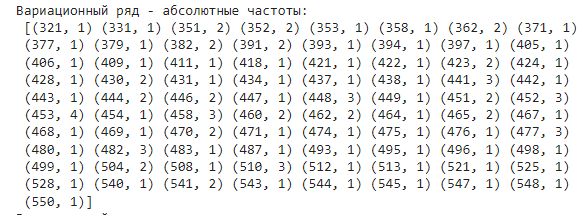 Вариационный ряд - абсолютные частоты:
[(321, 1) (331, 1) (351, 2) (352, 2) (353, 1) (358, 1) (362, 2) (371, 1)
(377, 1) (379, 1) (382, 2) (391, 2) (393, 1) (394, 1) (397, 1) (405, 1)
(406, 1) (409, 1) (411, 1) (418, 1) (421, 1) (422, 1) (423, 2) (424, 1)
(428, 1) (430, 2) (431, 1) (434, 1) (437, 1) (438, 1) (441, 3) (442, 1)
(443, 1) (444, 2) (446, 2) (447, 1) (448, 3) (449, 1) (451, 2) (452, 3)
(453, 4) (454, 1) (458, 3) (460, 2) (462, 2) (464, 1) (465, 2) (467, 1)
(468, 1) (469, 1) (470, 2) (471, 1) (474, 1) (475, 1) (476, 1) (477, 3)
(480, 1) (482, 3) (483, 1) (487, 1) (493, 1) (495, 1) (496, 1) (498, 1)
(499, 1) (504, 2) (508, 1) (510, 3) (512, 1) (513, 1) (521, 1) (525, 1)
(528, 1) (540, 1) (541, 2) (543, 1) (544, 1) (545, 1) (547, 1) (548, 1)
(550, 1)]